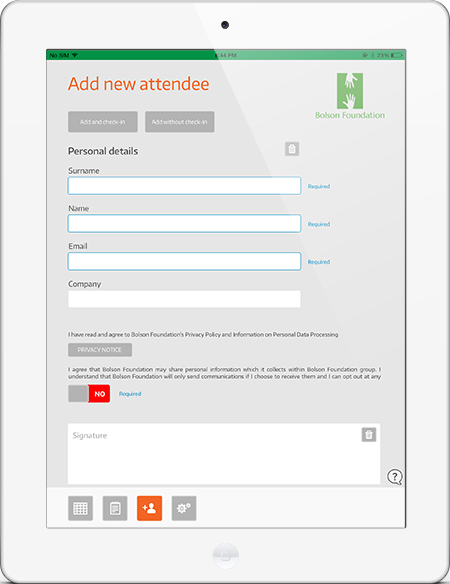 No SIM
4:44 PM
23%
Add new attendee
Bolson Foundation
Add and check-in
Add without check-in
Personal details
Surname
Required
Name
Required
Email
Required
Company
I have read and agree to Bolson Foundation's Privacy Policy and Information on Personal Data Processing
PRIVACY NOTICE
I agree that Bolson Foundation may share personal information which it collects within Bolson Foundation group. I
understand that Bolson Foundation will only send communications if I choose to receive them and I can opt out at any
NO
Required
Signature
?